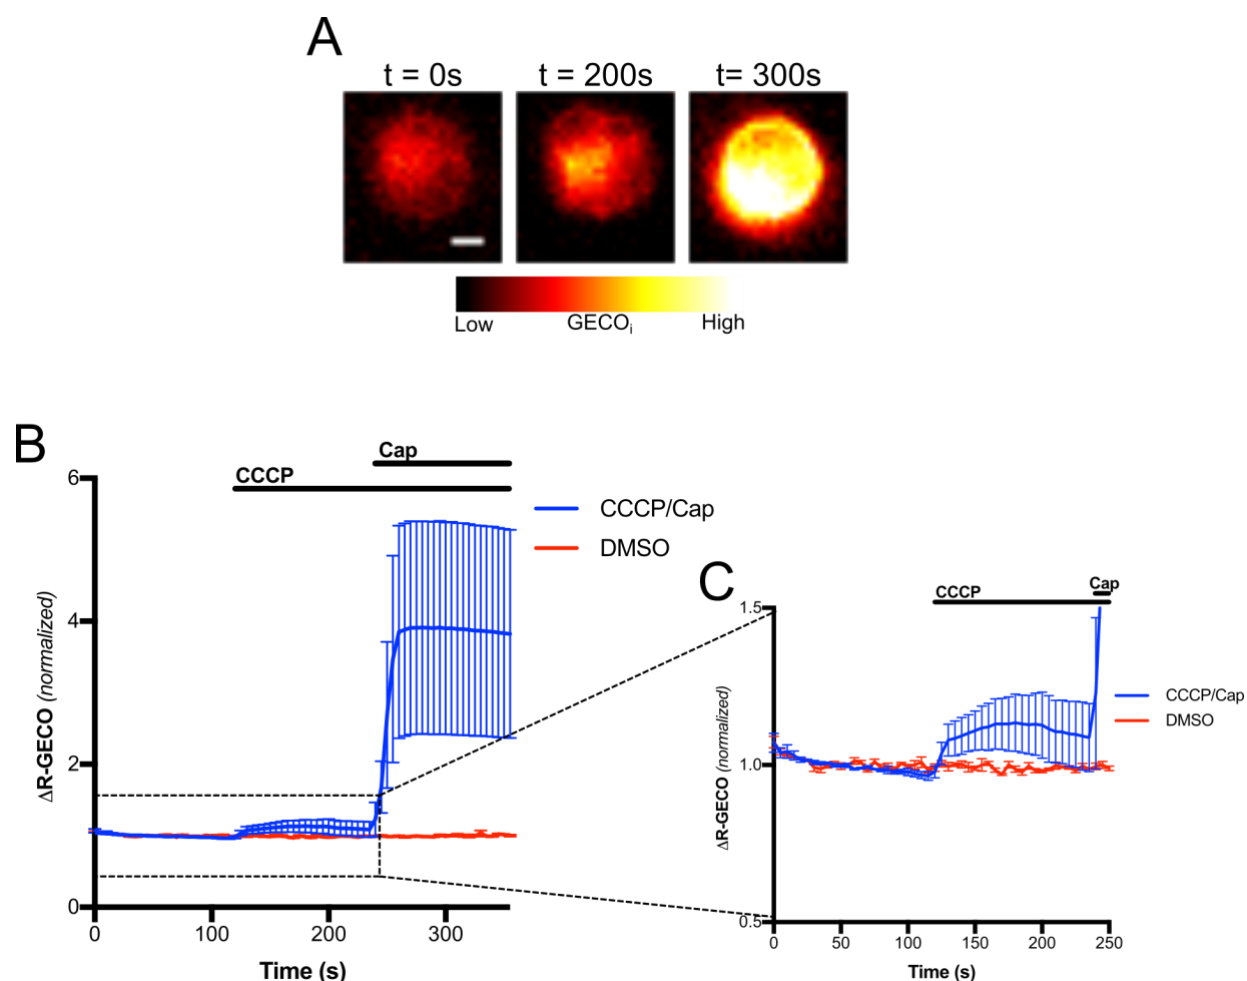 A
t = 0s
t = 200s
t= 300s
Low
GECOi
High
B
Cap
CCCP
6
4
2
0
ΔR-GECO (normalized)
0
100
200
300
Time (s)
CCCP/Cap
DMSO
C
Cap
CCCP
1.5
1.0
0.5
ΔR-GECO (normalized)
0
50
100
150
200
250
Time (s)
CCCP/Cap
DMSO